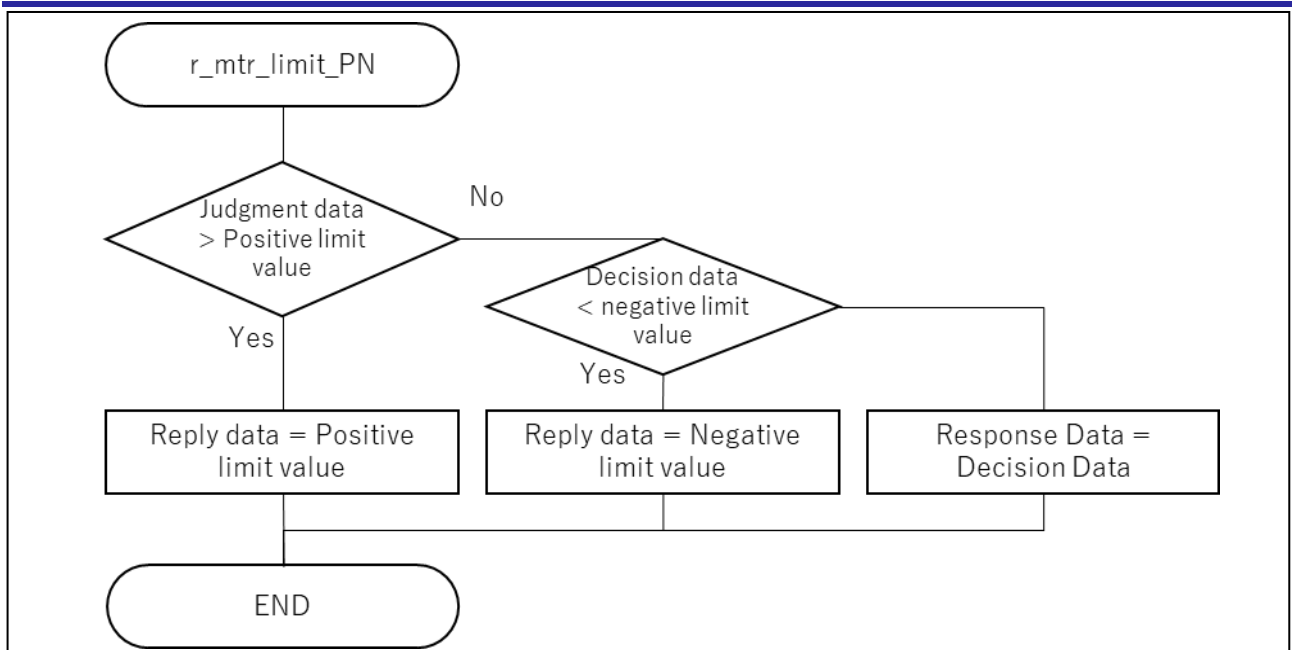 r_mtr_limit_PN
Judgment data
> Positive limit
value
No
Yes
Decision data
< negative limit
value
Yes
Reply data = Positive
limit value
Reply data = Negative
limit value
Response Data =
Decision Data
END